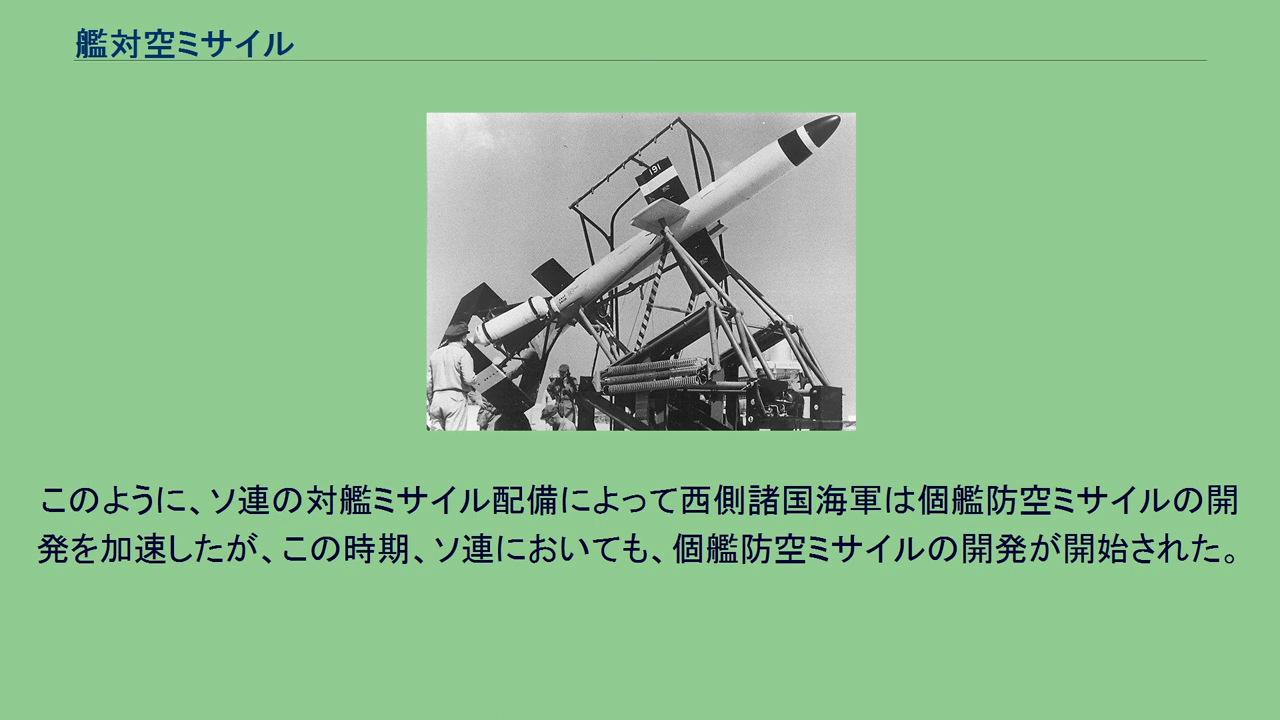 艦対空ミサイル
191
このように、ソ連の対艦ミサイル配備によって西側諸国海軍は個艦防空ミサイルの開
発を加速したが、この時期、ソ連においても、個艦防空ミサイルの開発が開始された。